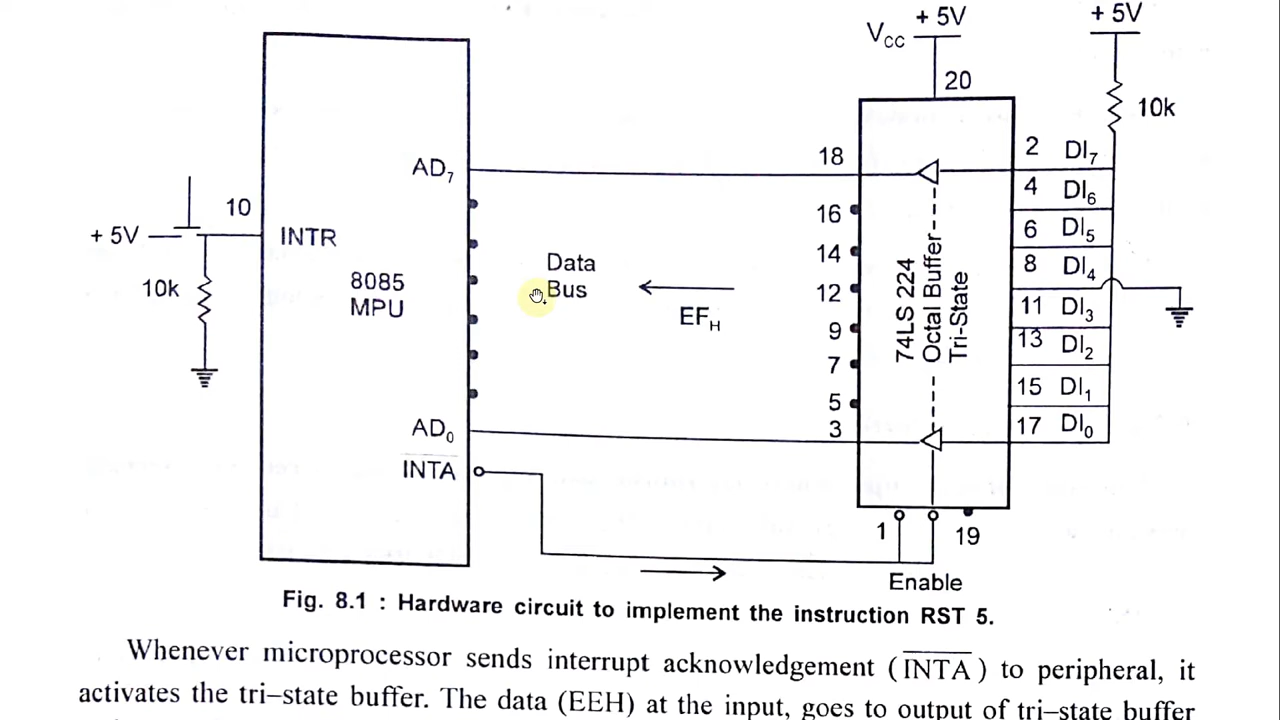 + 5V
+ 5V
VCC
20
10k
AD7
18
2 DI7
16
4 DI6
10
INTR
+ 5V
14
6 DI5
10k
8085
MPU
Data
Bus
EFH
12
8 DI4
74LS 224
Octal Buffer
Tri-State
9
11 DI3
7
13 DI2
5
15 DI1
AD0
3
17 DI0
INTA
1
19
Enable
Fig. 8.1 : Hardware circuit to implement the instruction RST 5.
Whenever microprocessor sends interrupt acknowledgement (INTA) to peripheral, it
activates the tri–state buffer. The data (EEH) at the input, goes to output of tri–state buffer